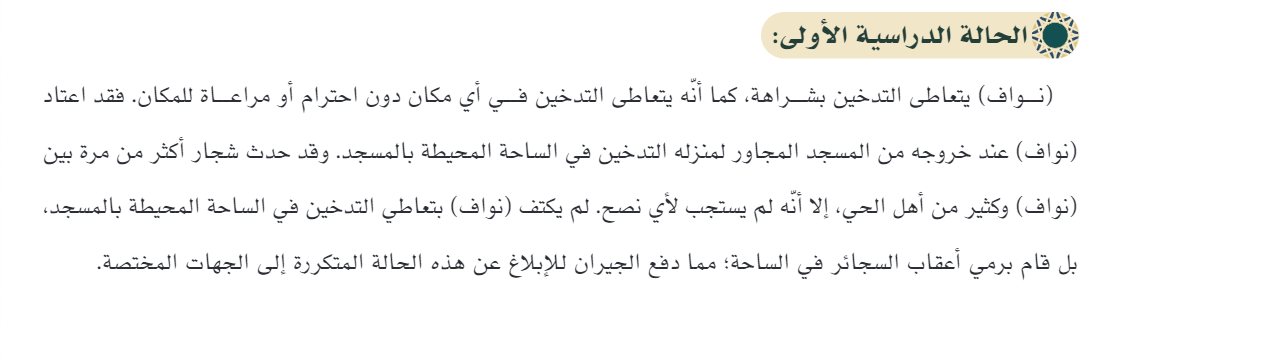 الحالة الدراسية الأولى:
(نـــواف) يتعاطى التدخين بشـــراهة، كما أنّه يتعاطى التدخين فـــي أي مكان دون احترام أو مراعـــاة للمكان. فقد اعتاد
(نواف) عند خروجه من المسجد المجاور لمنزله التدخين في الساحة المحيطة بالمسجد. وقد حدث شجار أكثر من مرة بين
(نواف) وكثير من أهل الحي، إلا أنّه لم يستجب لأي نصح. لم يكتف (نواف) بتعاطي التدخين في الساحة المحيطة بالمسجد،
بل قام برمي أعقاب السجائر في الساحة؛ مما دفع الجيران للإبلاغ عن هذه الحالة المتكررة إلى الجهات المختصة.